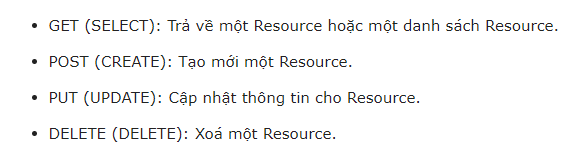 • GET (SELECT): Trả về một Resource hoặc một danh sách Resource.
• POST (CREATE): Tạo mới một Resource.
• PUT (UPDATE): Cập nhật thông tin cho Resource.
• DELETE (DELETE): Xoá một Resource.